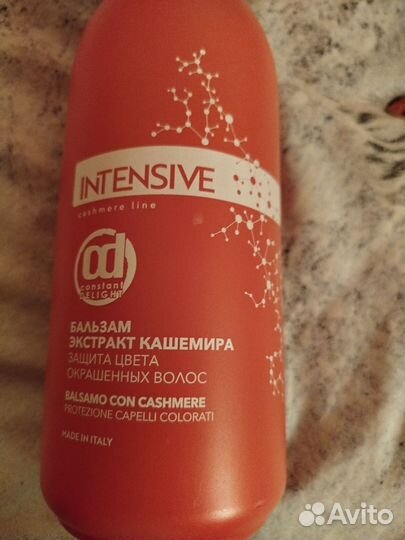 INTENSIVE
cashmere line
cd
constant
DELIGHT
БАЛЬЗАМ
ЭКСТРАКТ КАШЕМИРА
ЗАЩИТА ЦВЕТА
ОКРАШЕННЫХ ВОЛОС
BALSAMO CON CASHMERE
PROTEZIONE CAPELLI COLORATI
MADE IN ITALY
Avito